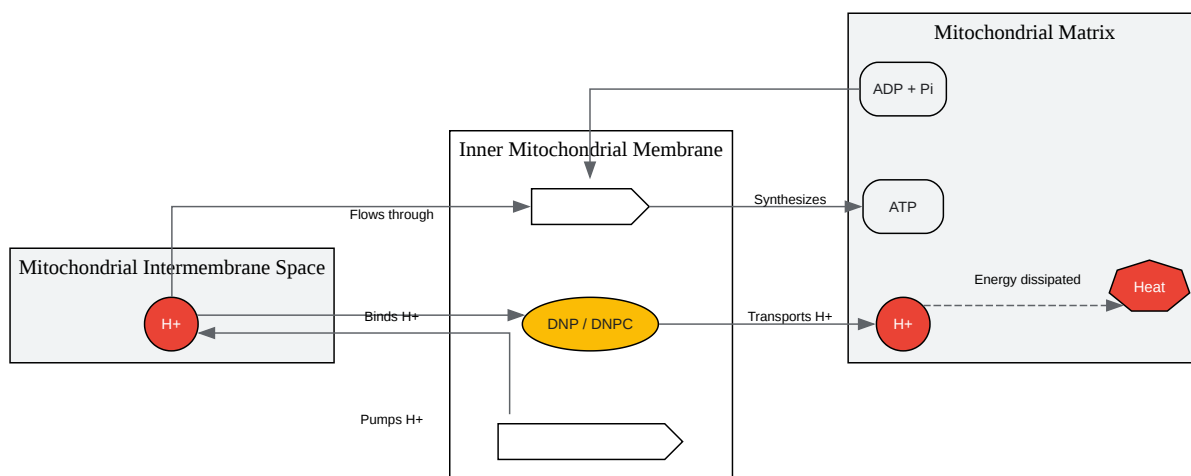 Mitochondrial Matrix
ADP + Pi
Inner Mitochondrial Membrane
Synthesizes
ATP
Flows through
Mitochondrial Intermembrane Space
Energy dissipated
Heat
H+
Binds H+
DNP / DNPC
Transports H+
H+
Pumps H+